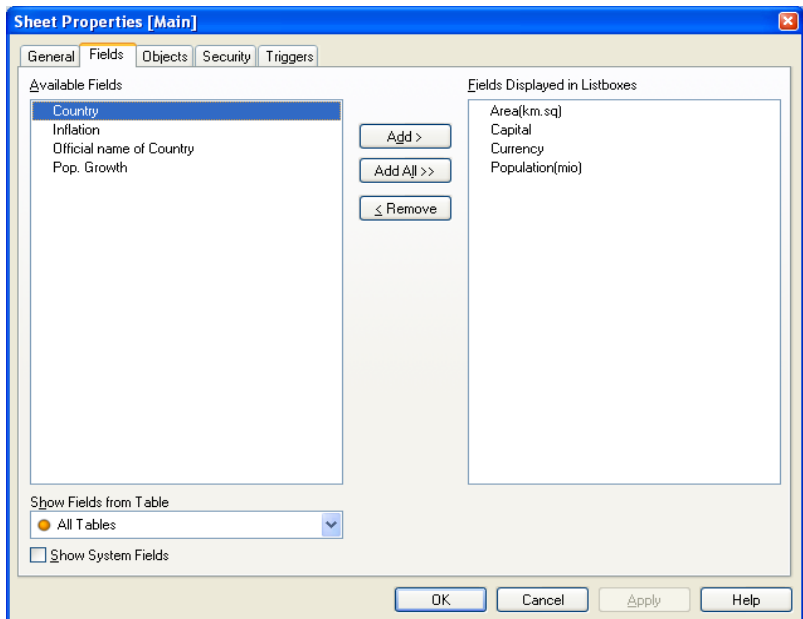 Sheet Properties [Main]
General Fields Objects Security Triggers
Available Fields
Country
Inflation
Official name of Country
Pop. Growth
Add >
Add All >>
< Remove
Fields Displayed in Listboxes
Area(km.sq)
Capital
Currency
Population(mio)
Show Fields from Table
All Tables
Show System Fields
OK Cancel Apply Help